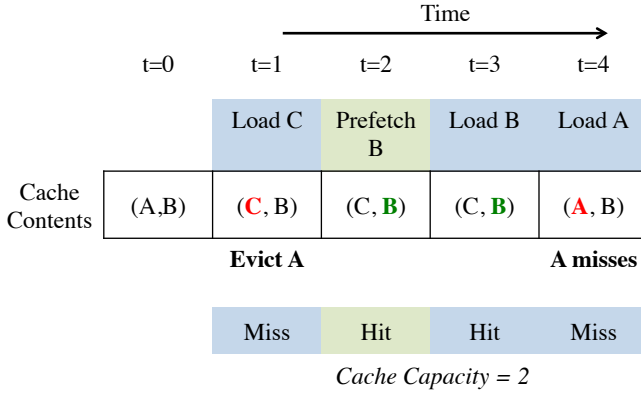 Time
t=0 t=1 t=2 t=3 t=4
Load C Prefetch B Load B Load A
Cache Contents (A,B) (C, B) (C, B) (C, B) (A, B)
Evict A A misses
Miss Hit Hit Miss
Cache Capacity = 2